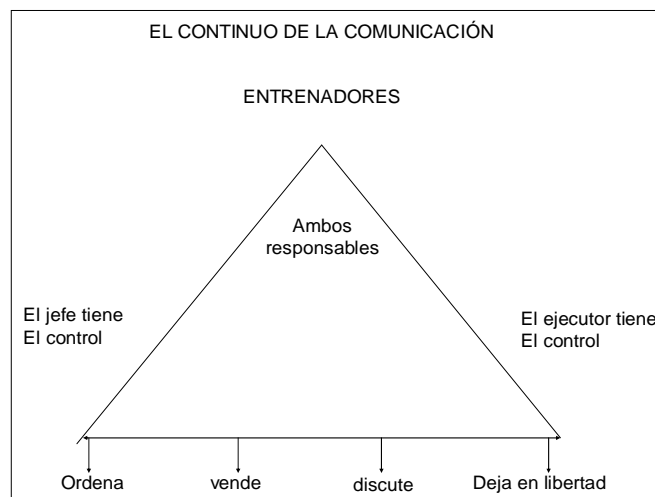 EL CONTINUO DE LA COMUNICACIÓN
ENTRENADORES
Ambos
responsables
El jefe tiene
El control
El ejecutor tiene
El control
Ordena
vende
discute
Deja en libertad